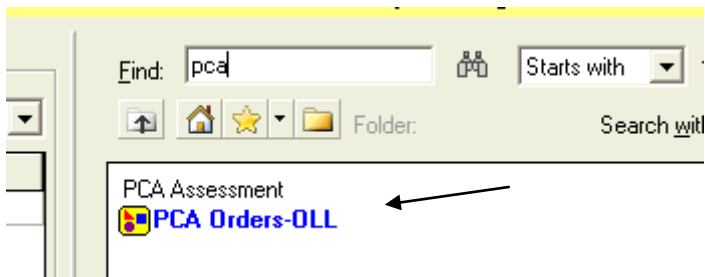 Find: pca Starts with
Folder: Search with
PCA Assessment
PCA Orders-OLL